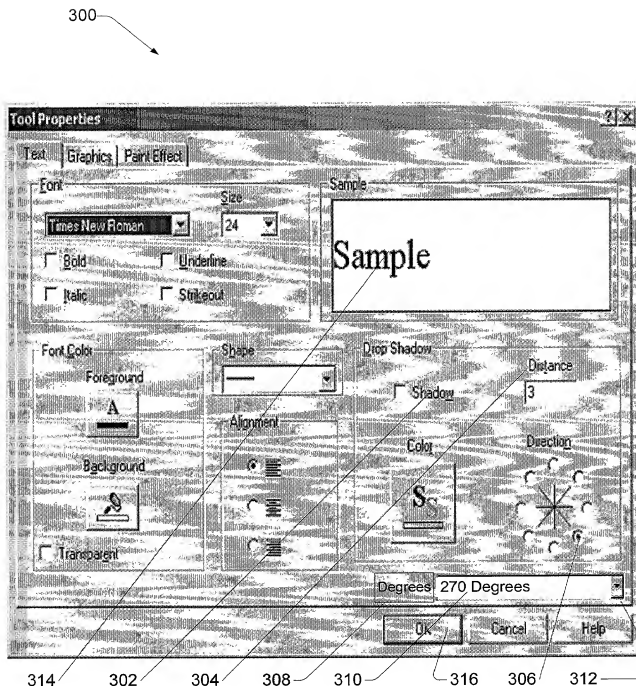 300
Tool Properties ? X
Text Graphics Paint Effect
Font Size Sample
Times New Roman 24
Sample
Bold Underline
Italic Strikeout
Font Color Shape Drop Shadow
Foreground Distance
A Shadow 3
Alignment
Background Color Direction
S
Transparent
Degrees 270 Degrees
Ok Cancel Help
314 302 304 308 310 316 306 312